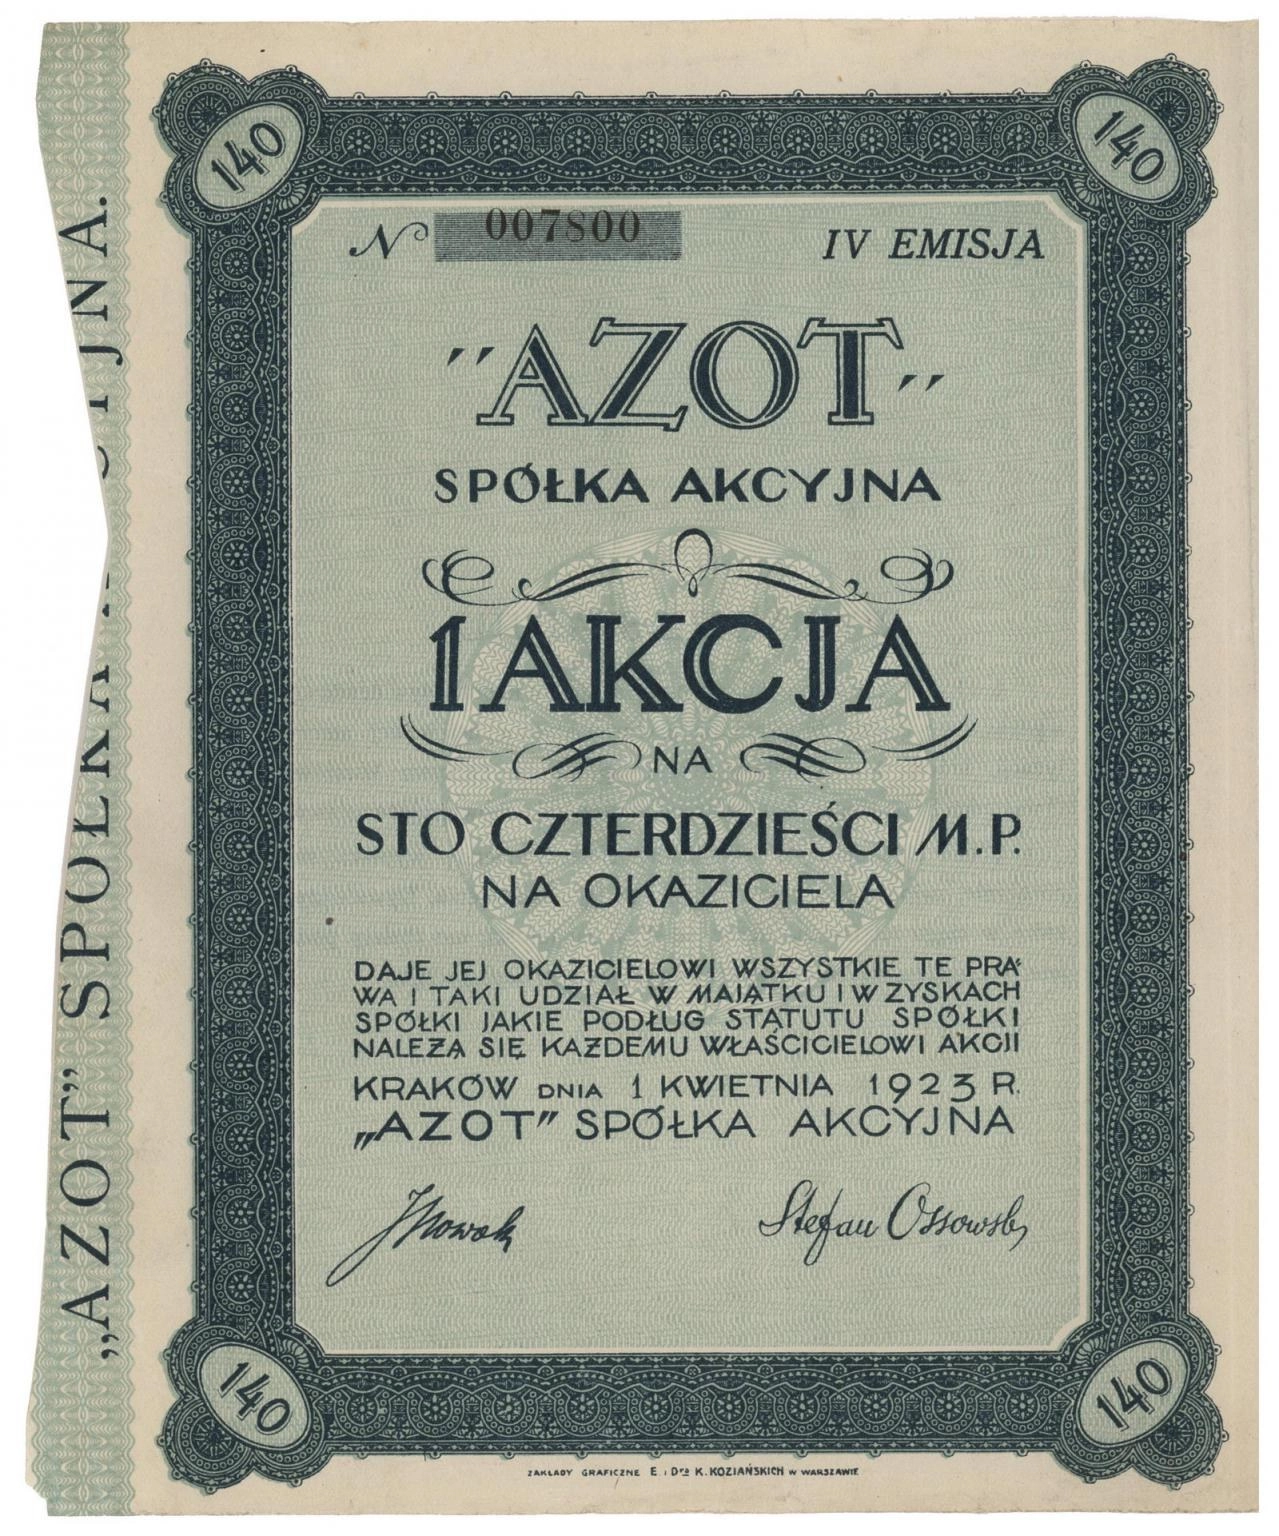 140
140
№ 007800
IV EMISJA
"AZOT"
SPÓŁKA AKCYJNA
1 AKCJA
NA
STO CZTERDZIEŚCI M.P.
NA OKAZICIELA
DAJE JEJ OKAZICIELOWI WSZYSTKIE TE PRA-
WA I TAKI UDZIAŁ W MAJĄTKU I W ZYSKACH
SPÓŁKI JAKIE PODŁUG STATUTU SPÓŁKI
NALEŻĄ SIĘ KAŻDEMU WŁAŚCICIELOWI AKCJI
KRAKÓW DNIA 1 KWIETNIA 1923 R.
„AZOT" SPÓŁKA AKCYJNA
J Nowak
Stefan Ossowski
140
140
ZAKŁADY GRAFICZNE E. i Dra K. KOZIAŃSKICH W WARSZAWIE
„AZOT" SPÓŁKA